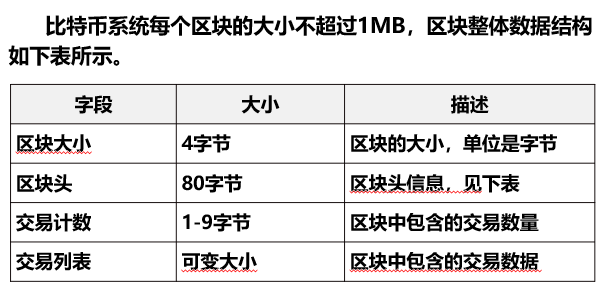 比特币系统每个区块的大小不超过1MB，区块整体数据结构
如下表所示。
字段 大小 描述
区块大小 4字节 区块的大小，单位是字节
区块头 80字节 区块头信息，见下表
交易计数 1-9字节 区块中包含的交易数量
交易列表 可变大小 区块中包含的交易数据